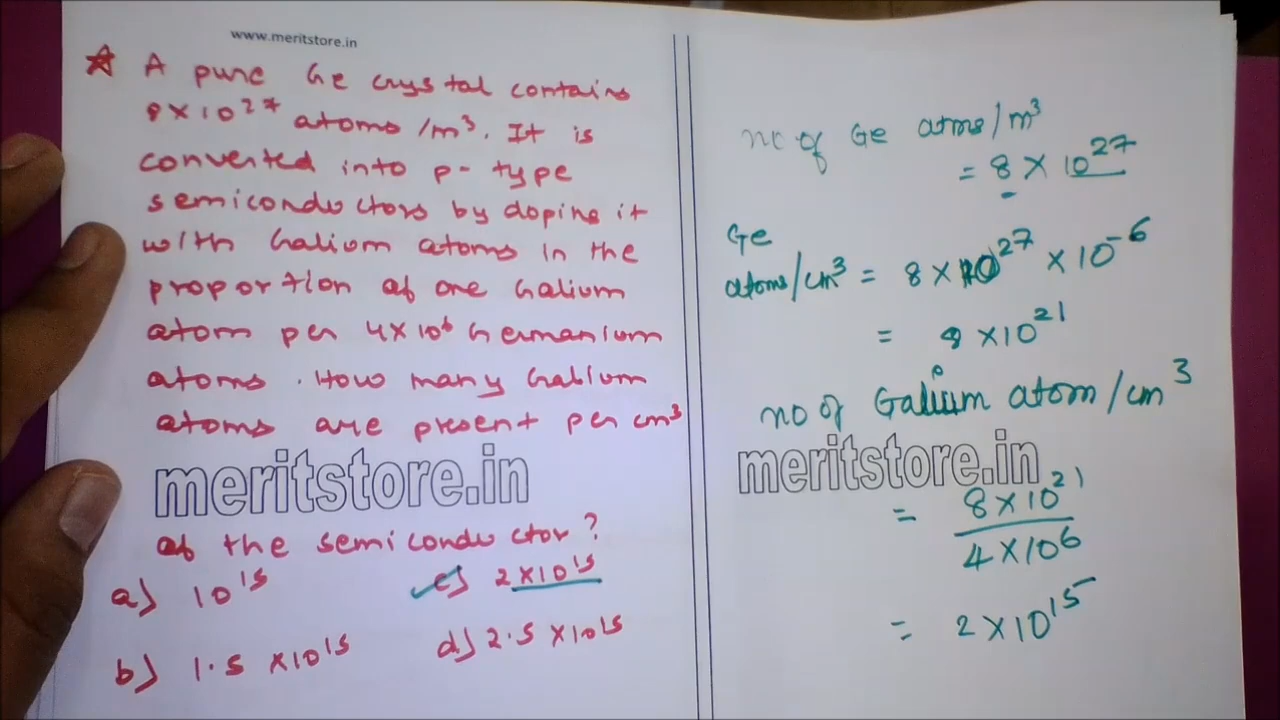 www.meritstore.in
A pure Ge crystal contains
8×10²⁷ atoms/m³. It is
converted into p-type
semiconductors by doping it
with Galium atoms in the
proportion of one Galium
atom per 4×10⁶ Germanium
atoms. How many Galium
atoms are present per cm³
meritstore.in
of the semiconductor?
a) 10¹⁵
c) 2×10¹⁵
b) 1.5×10¹⁵
d) 2.5×10¹⁵
no of Ge atms/m³
= 8×10²⁷
Ge
atoms/cm³ = 8×10²⁷×10⁻⁶
= 8×10²¹
no of Galium atom/cm³
meritstore.in
= 8×10²¹
4×10⁶
= 2×10¹⁵